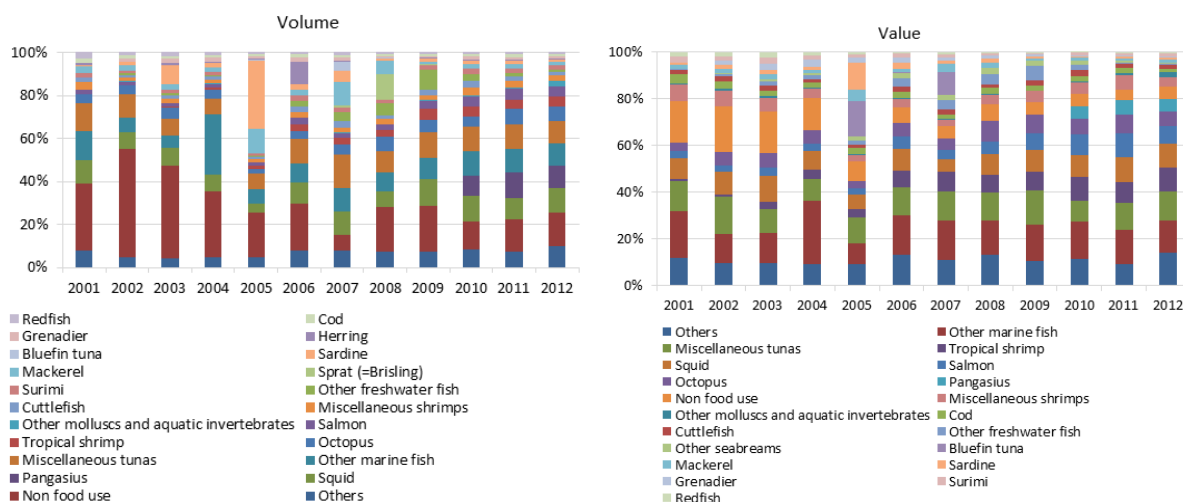 Volume
100%
80%
60%
40%
20%
0%
2001 2002 2003 2004 2005 2006 2007 2008 2009 2010 2011 2012
Redfish Cod
Grenadier Herring
Bluefin tuna Sardine
Mackerel Sprat (=Brisling)
Surimi Other freshwater fish
Cuttlefish Miscellaneous shrimps
Other molluscs and aquatic invertebrates Salmon
Tropical shrimp Octopus
Miscellaneous tunas Other marine fish
Pangasius Squid
Non food use Others
Value
100%
80%
60%
40%
20%
0%
2001 2002 2003 2004 2005 2006 2007 2008 2009 2010 2011 2012
Others Other marine fish
Miscellaneous tunas Tropical shrimp
Squid Salmon
Octopus Pangasius
Non food use Miscellaneous shrimps
Other molluscs and aquatic invertebrates Cod
Cuttlefish Other freshwater fish
Other seabreams Bluefin tuna
Mackerel Sardine
Grenadier Surimi
Redfish